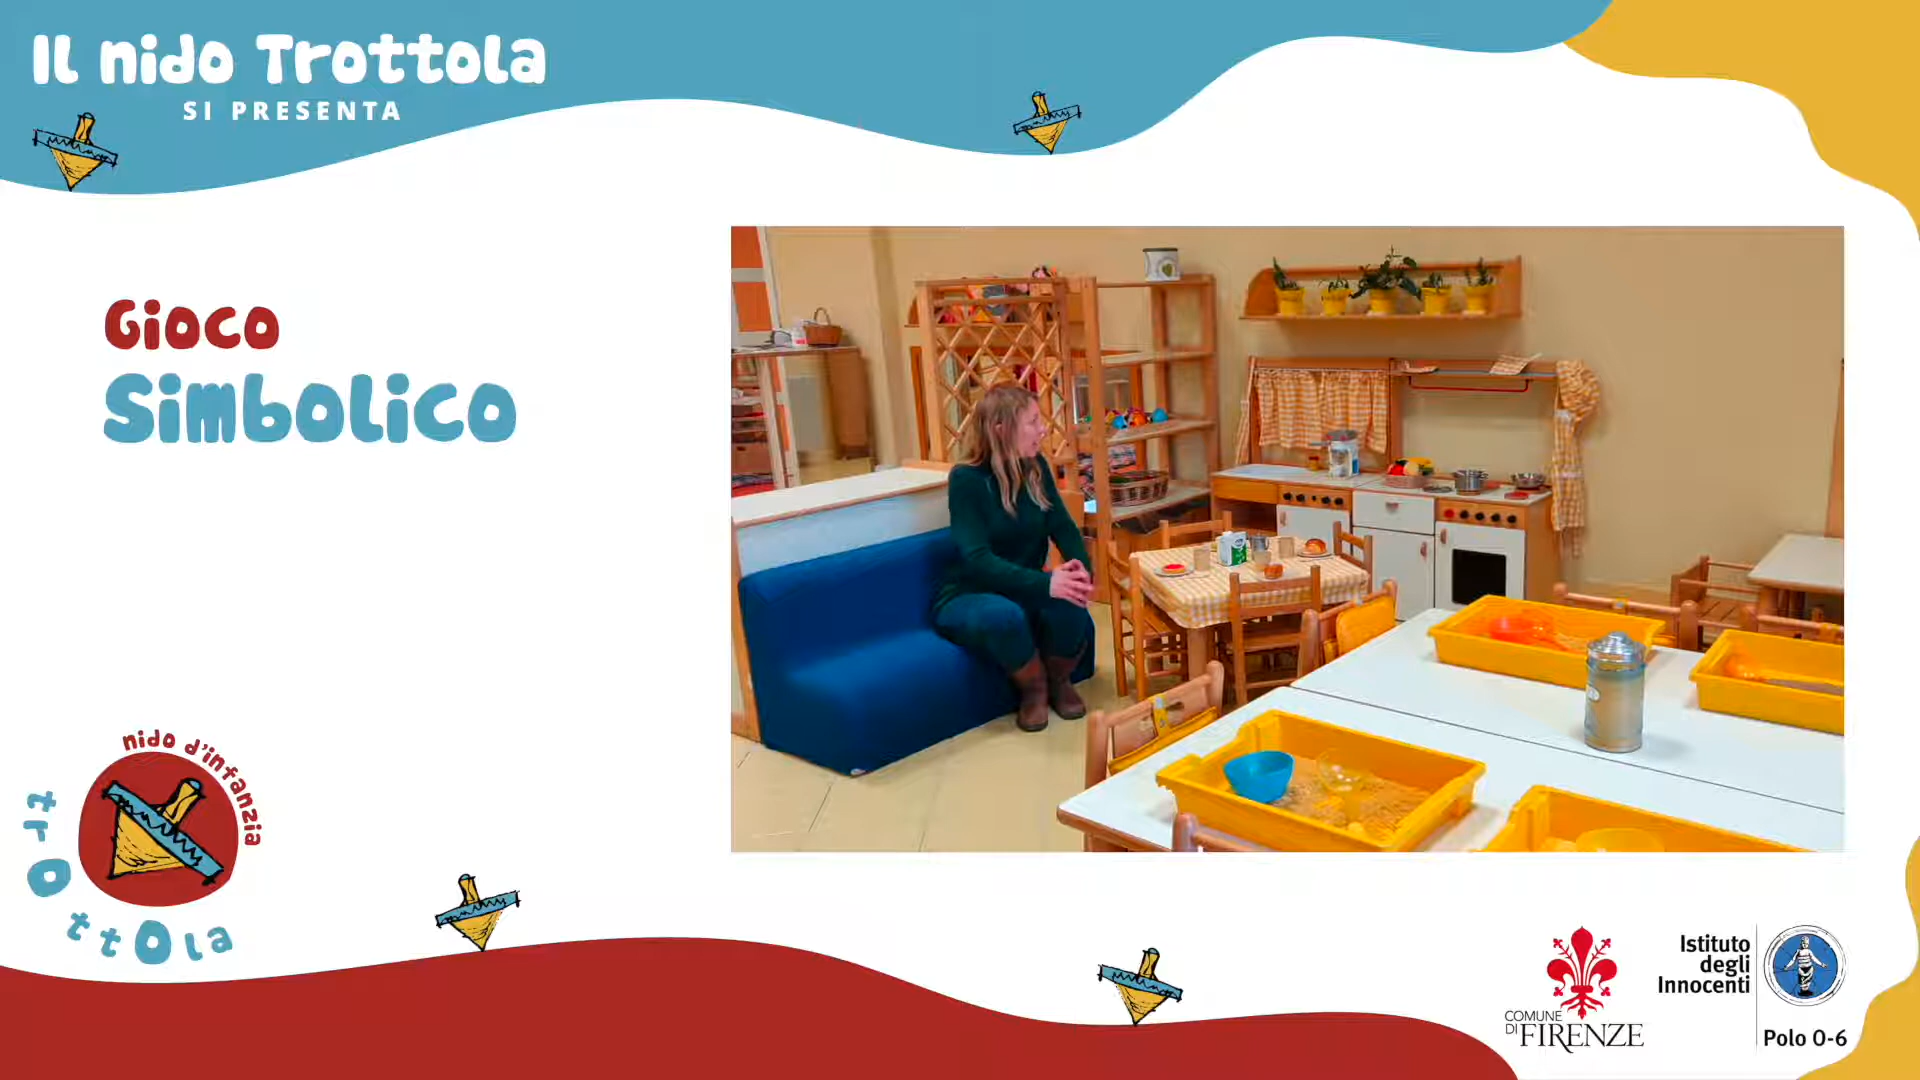 Il nido Trottola
SI PRESENTA
Gioco
Simbolico
nido d'infanzia
trOttOla
COMUNE
DI FIRENZE
Istituto
degli
Innocenti
Polo 0-6